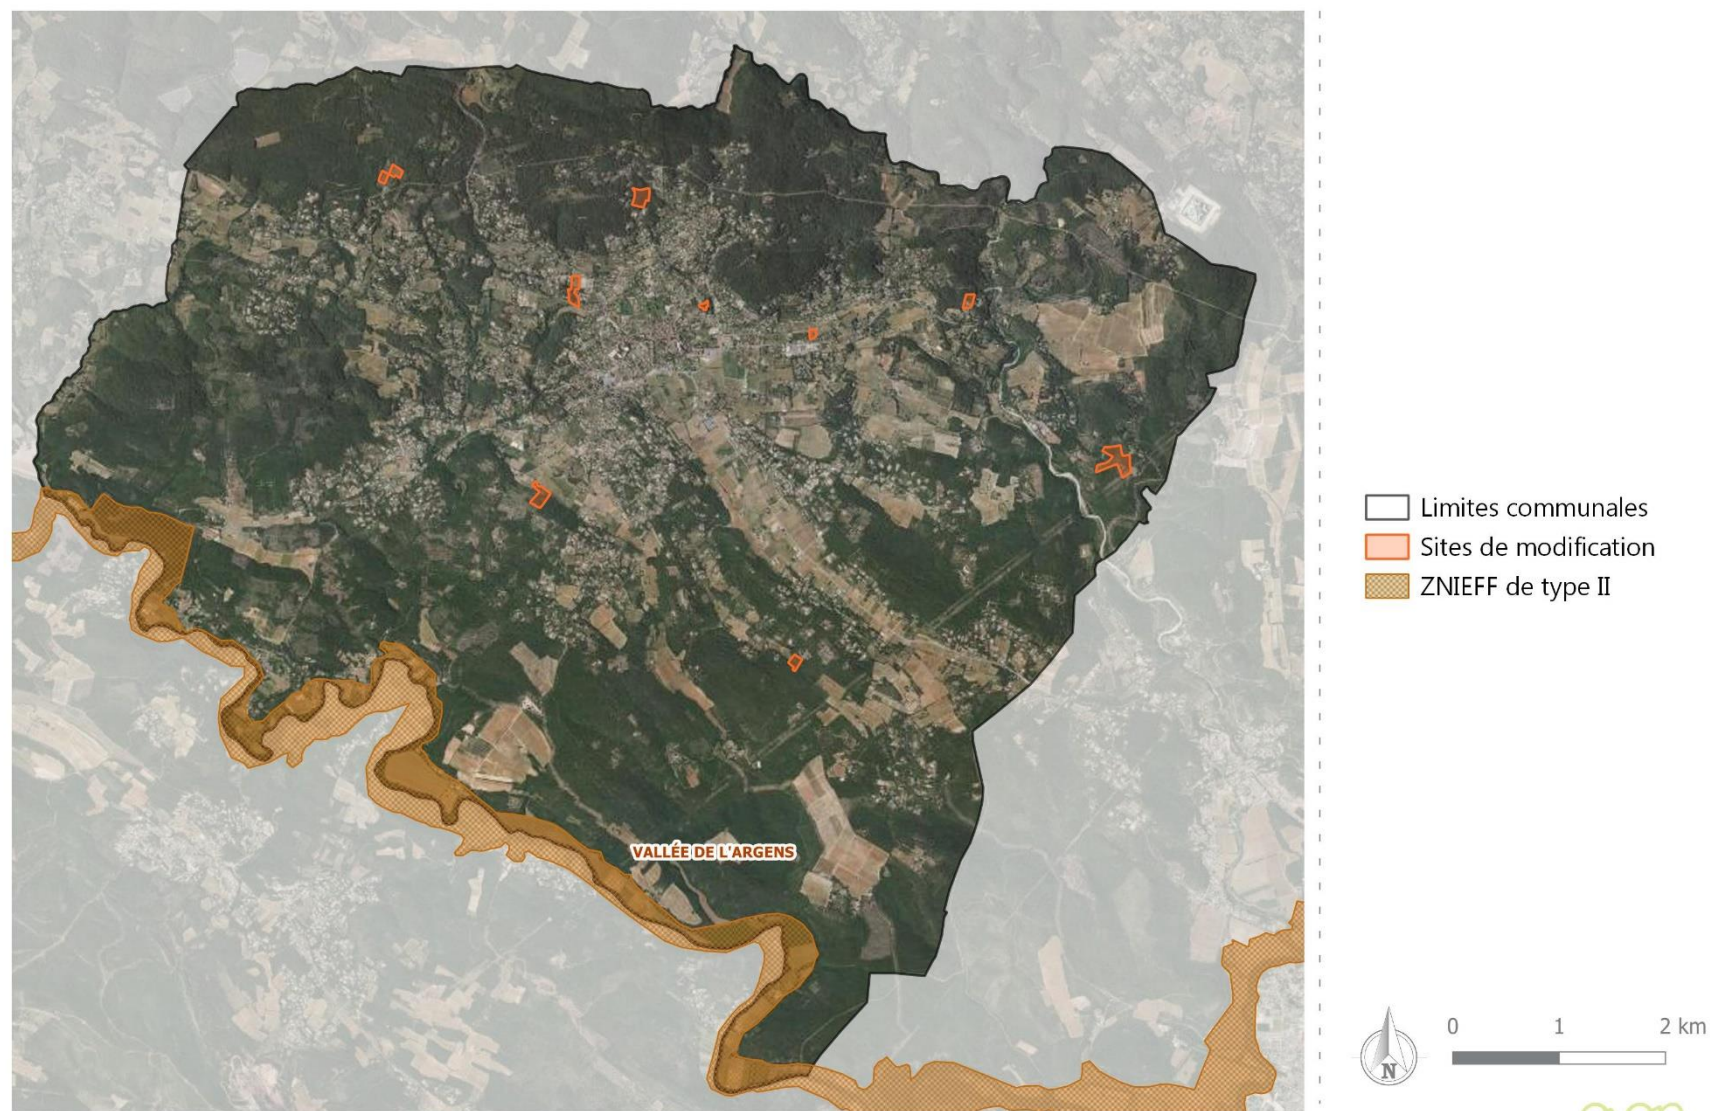 Limites communales
Sites de modification
ZNIEFF de type II
VALLÉE DE L'ARGENS
0 1 2 km
N